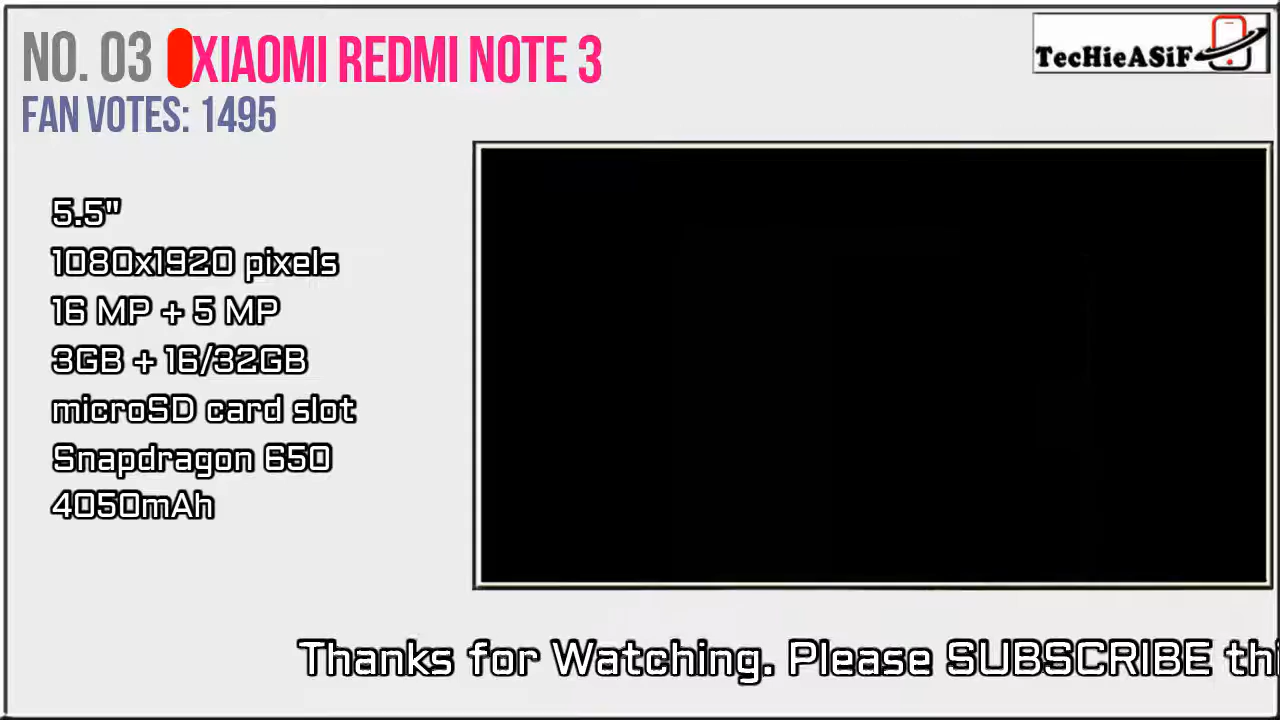 NO. 03 XIAOMI REDMI NOTE 3
TecHieASiF
FAN VOTES: 1495
5.5"
1080x1920 pixels
16 MP + 5 MP
3GB + 16/32GB
microSD card slot
Snapdragon 650
4050mAh
Thanks for Watching. Please SUBSCRIBE thi